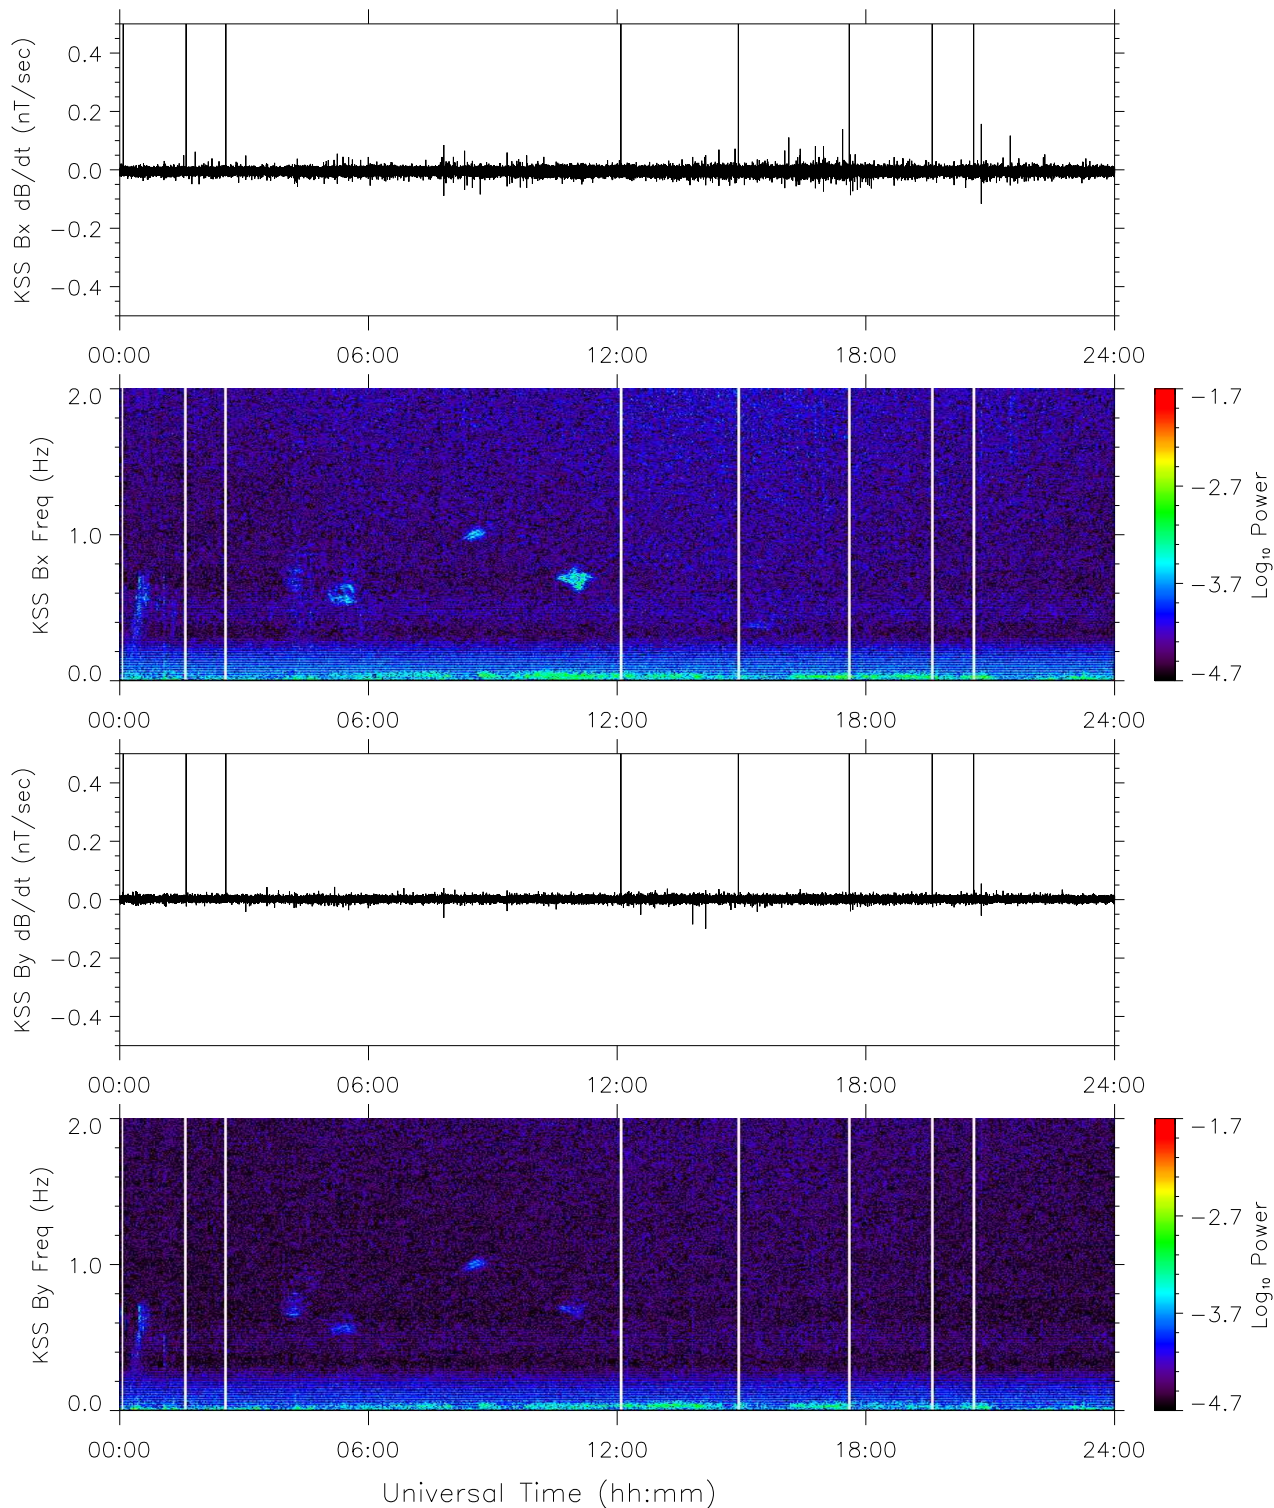 KSS Bx dB/dt (nT/sec)
0.4
0.2
0.0
−0.2
−0.4
00:00 06:00 12:00 18:00 24:00
KSS Bx Freq (Hz)
2.0
1.0
0.0
−1.7
−2.7
−3.7
−4.7
Log₁₀ Power
00:00 06:00 12:00 18:00 24:00
KSS By dB/dt (nT/sec)
0.4
0.2
0.0
−0.2
−0.4
00:00 06:00 12:00 18:00 24:00
KSS By Freq (Hz)
2.0
1.0
0.0
−1.7
−2.7
−3.7
−4.7
Log₁₀ Power
00:00 06:00 12:00 18:00 24:00
Universal Time (hh:mm)